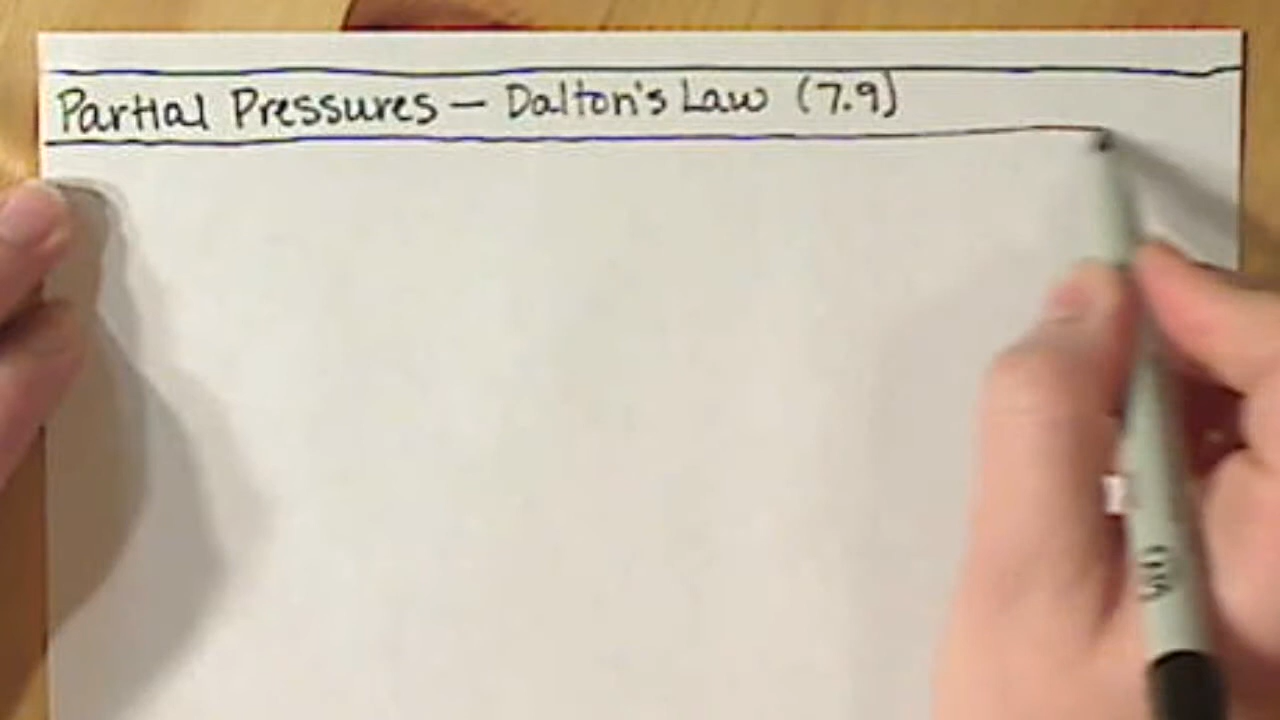 Partial Pressures — Dalton's Law (7.9)